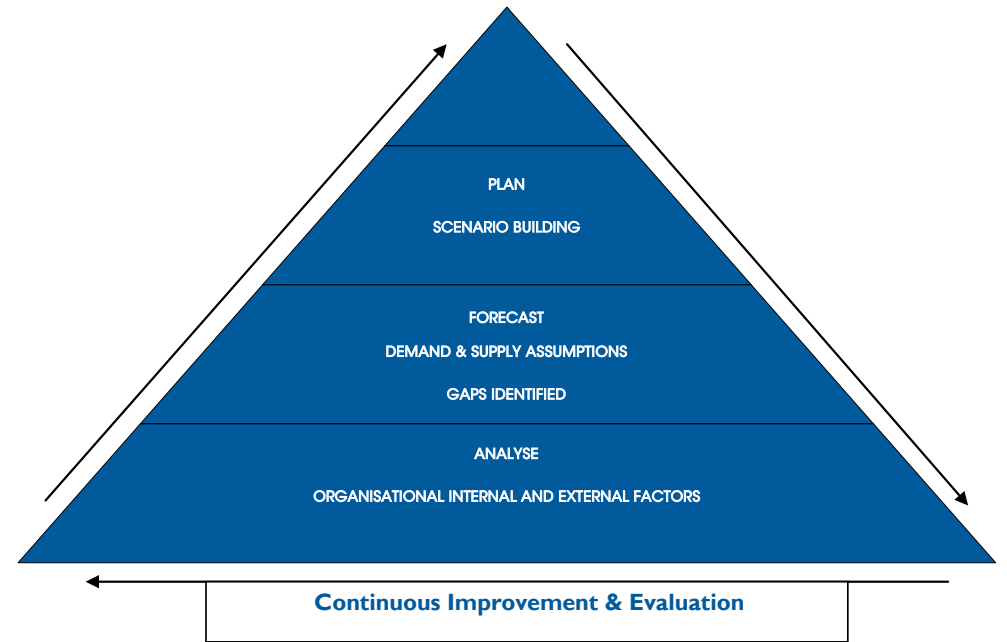 PLAN
SCENARIO BUILDING
FORECAST
DEMAND & SUPPLY ASSUMPTIONS
GAPS IDENTIFIED
ANALYSE
ORGANISATIONAL INTERNAL AND EXTERNAL FACTORS
Continuous Improvement & Evaluation